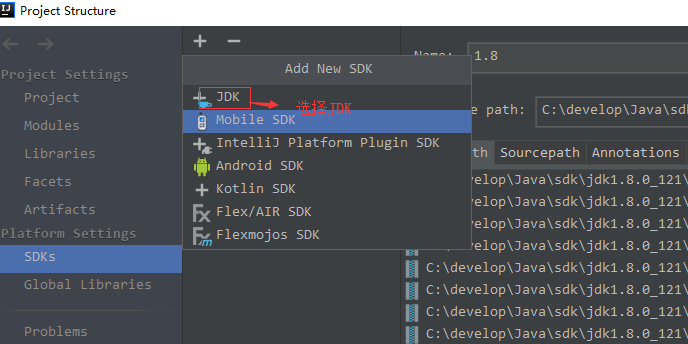 Project Structure
Project Settings
Project
Modules
Libraries
Facets
Artifacts
Platform Settings
SDKs
Global Libraries
Problems
Add New SDK
JDK
选择JDK
Mobile SDK
IntelliJ Platform Plugin SDK
Android SDK
Kotlin SDK
Flex/AIR SDK
Flexmojos SDK
Name: 1.8
e path: C:\develop\Java\sd
th Sourcepath Annotations
velop\Java\sdk\jdk1.8.0_121\
velop\Java\sdk\jdk1.8.0_121\
velop\Java\sdk\jdk1.8.0_121\
velop\Java\sdk\jdk1.8.0_121\
C:\develop\Java\sdk\jdk1.8.0_121\
C:\develop\Java\sdk\jdk1.8.0_121\
C:\develop\Java\sdk\jdk1.8.0_121\
C:\develop\Java\sdk\jdk1.8.0_121\